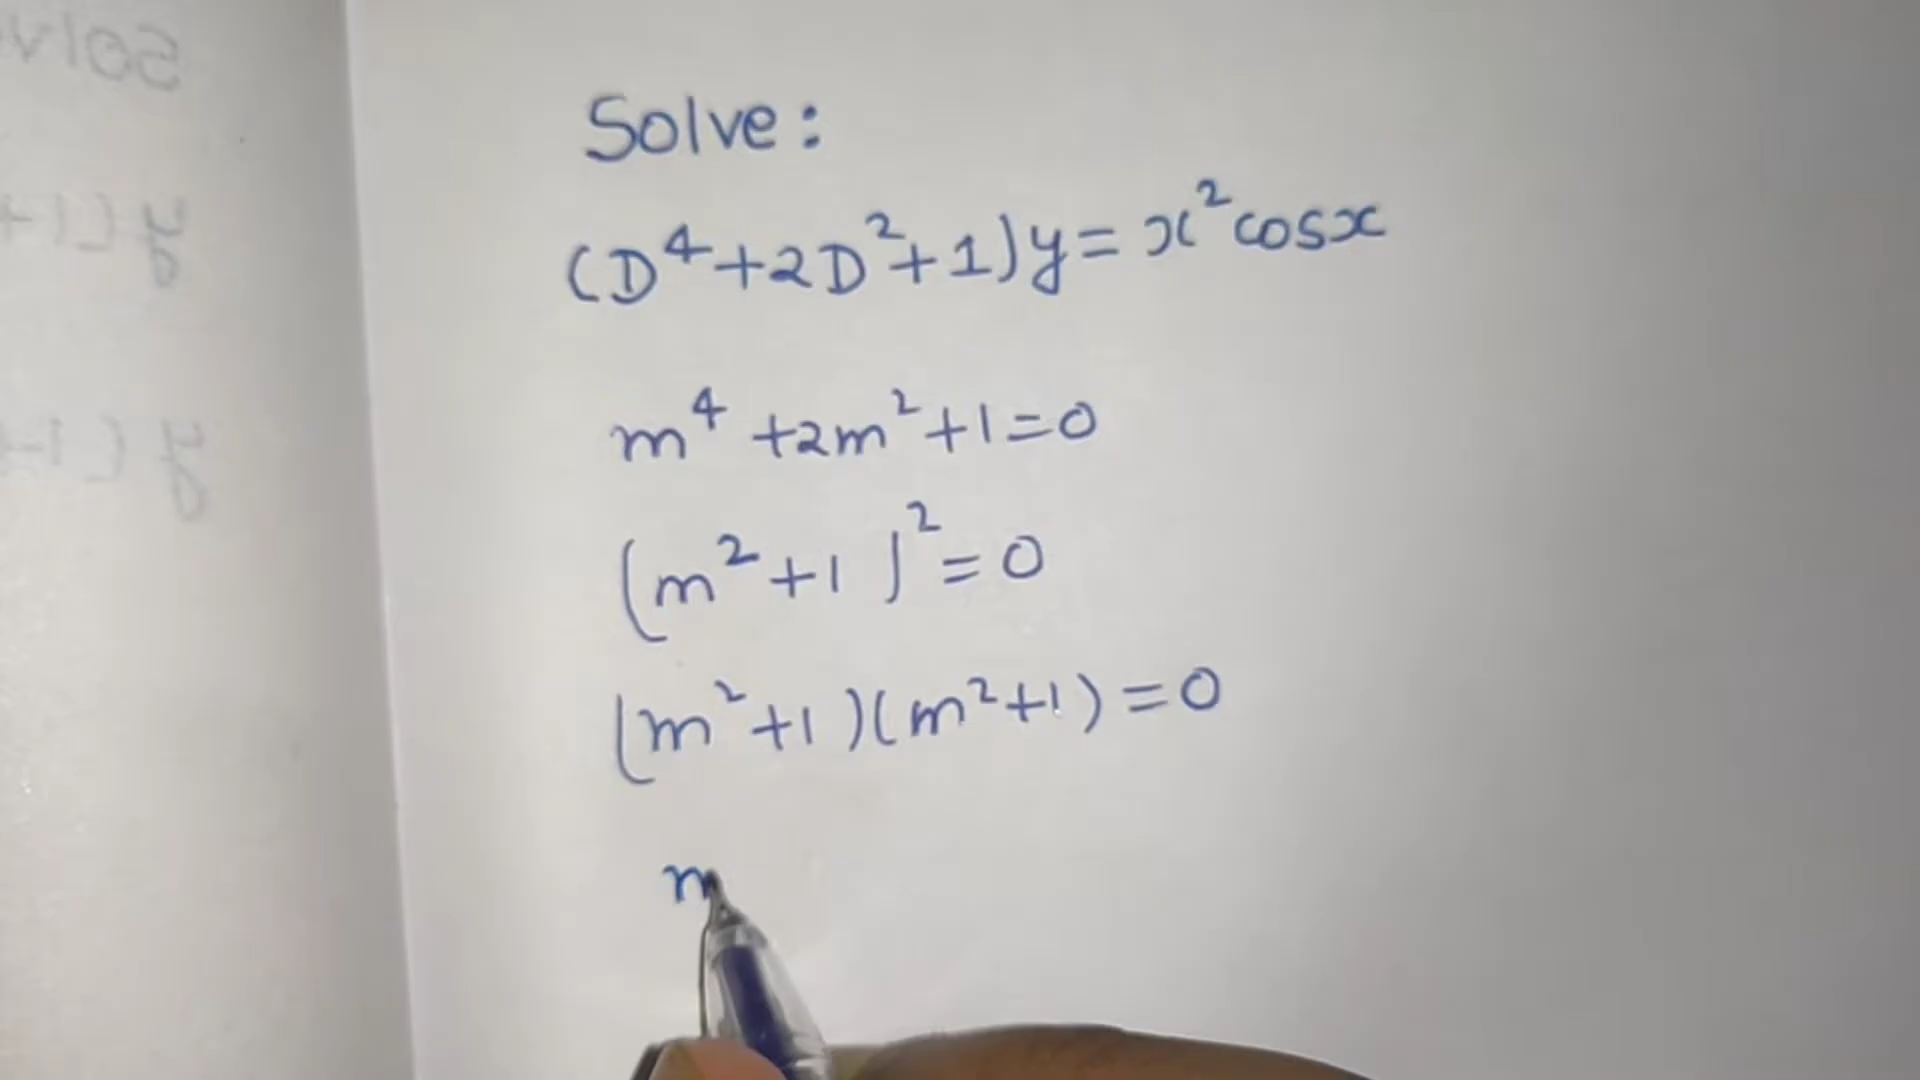 Solve:
(D⁴+2D²+1)y = x²cosx
m⁴+2m²+1=0
(m²+1)²=0
(m²+1)(m²+1)=0
m